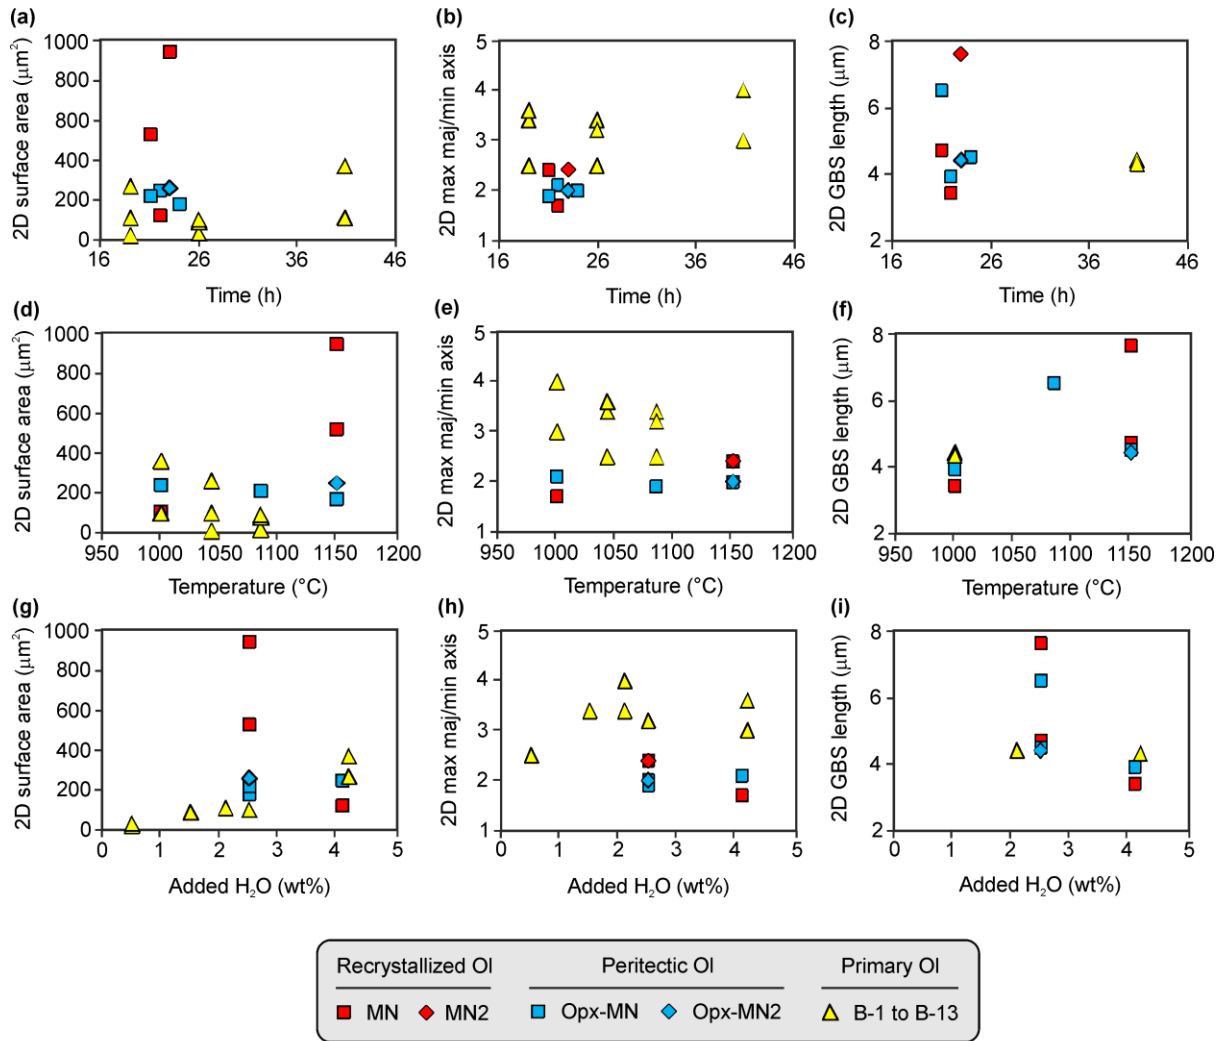 (a)
2D surface area (μm²)
1000
800
800
400
200
0
16 26 36 46
Time (h)
(b)
2D max maj/min axis
5
4
3
2
1
16 26 36 46
Time (h)
(c)
2D GBS length (μm)
8
6
4
2
16 26 36 46
Time (h)
(d)
2D surface area (μm²)
1000
800
600
400
200
0
950 1000 1050 1100 1150 1200
Temperature (°C)
(e)
2D max maj/min axis
5
4
3
2
1
950 1000 1050 1100 1150 1200
Temperature (°C)
(f)
2D GBS length (μm)
8
6
4
2
950 1000 1050 1100 1150 1200
Temperature (°C)
(g)
2D surface area (μm²)
1000
800
600
400
200
0
0 1 2 3 4 5
Added H₂O (wt%)
(h)
2D max maj/min axis
5
4
3
2
1
0 1 2 3 4 5
Added H₂O (wt%)
(i)
2D GBS length (μm)
8
6
4
2
0 1 2 3 4 5
Added H₂O (wt%)
Recrystallized Ol Peritectic Ol Primary Ol
MN MN2 Opx-MN Opx-MN2 B-1 to B-13